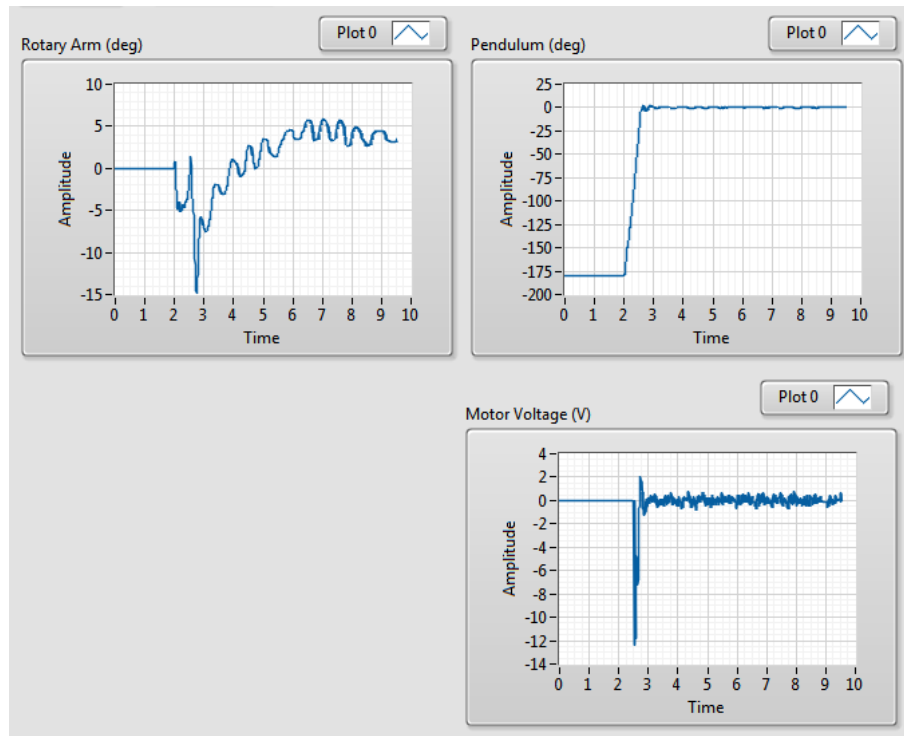 Plot 0
Rotary Arm (deg)
10
5
0
-5
-10
-15
Amplitude
0 1 2 3 4 5 6 7 8 9 10
Time
Plot 0
Pendulum (deg)
25
0
-25
-50
-75
-100
-125
-150
-175
-200
Amplitude
0 1 2 3 4 5 6 7 8 9 10
Time
Plot 0
Motor Voltage (V)
4
2
0
-2
-4
-6
-8
-10
-12
-14
Amplitude
0 1 2 3 4 5 6 7 8 9 10
Time